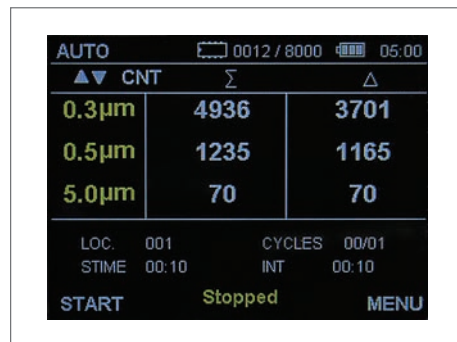 AUTO 0012 / 8000 05:00
▲▼ CNT Σ Δ
0.3µm 4936 3701
0.5µm 1235 1165
5.0µm 70 70
LOC. 001 CYCLES 00/01
STIME 00:10 INT 00:10
START Stopped MENU